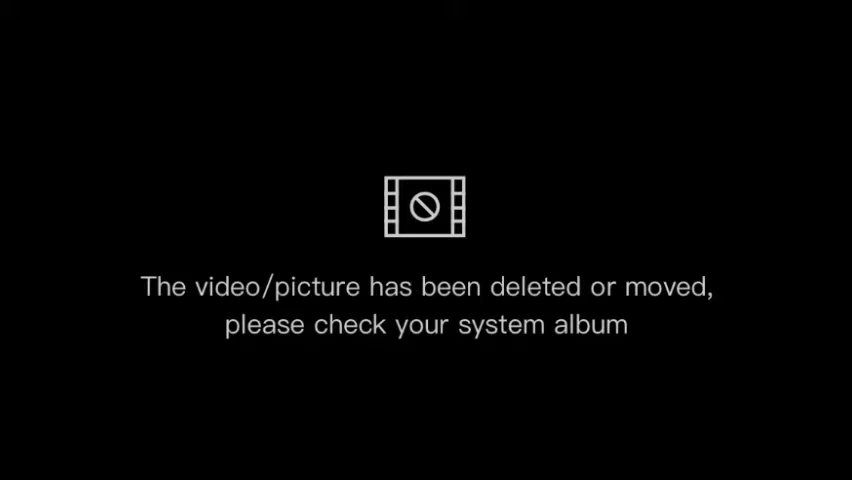 The video/picture has been deleted or moved,
please check your system album